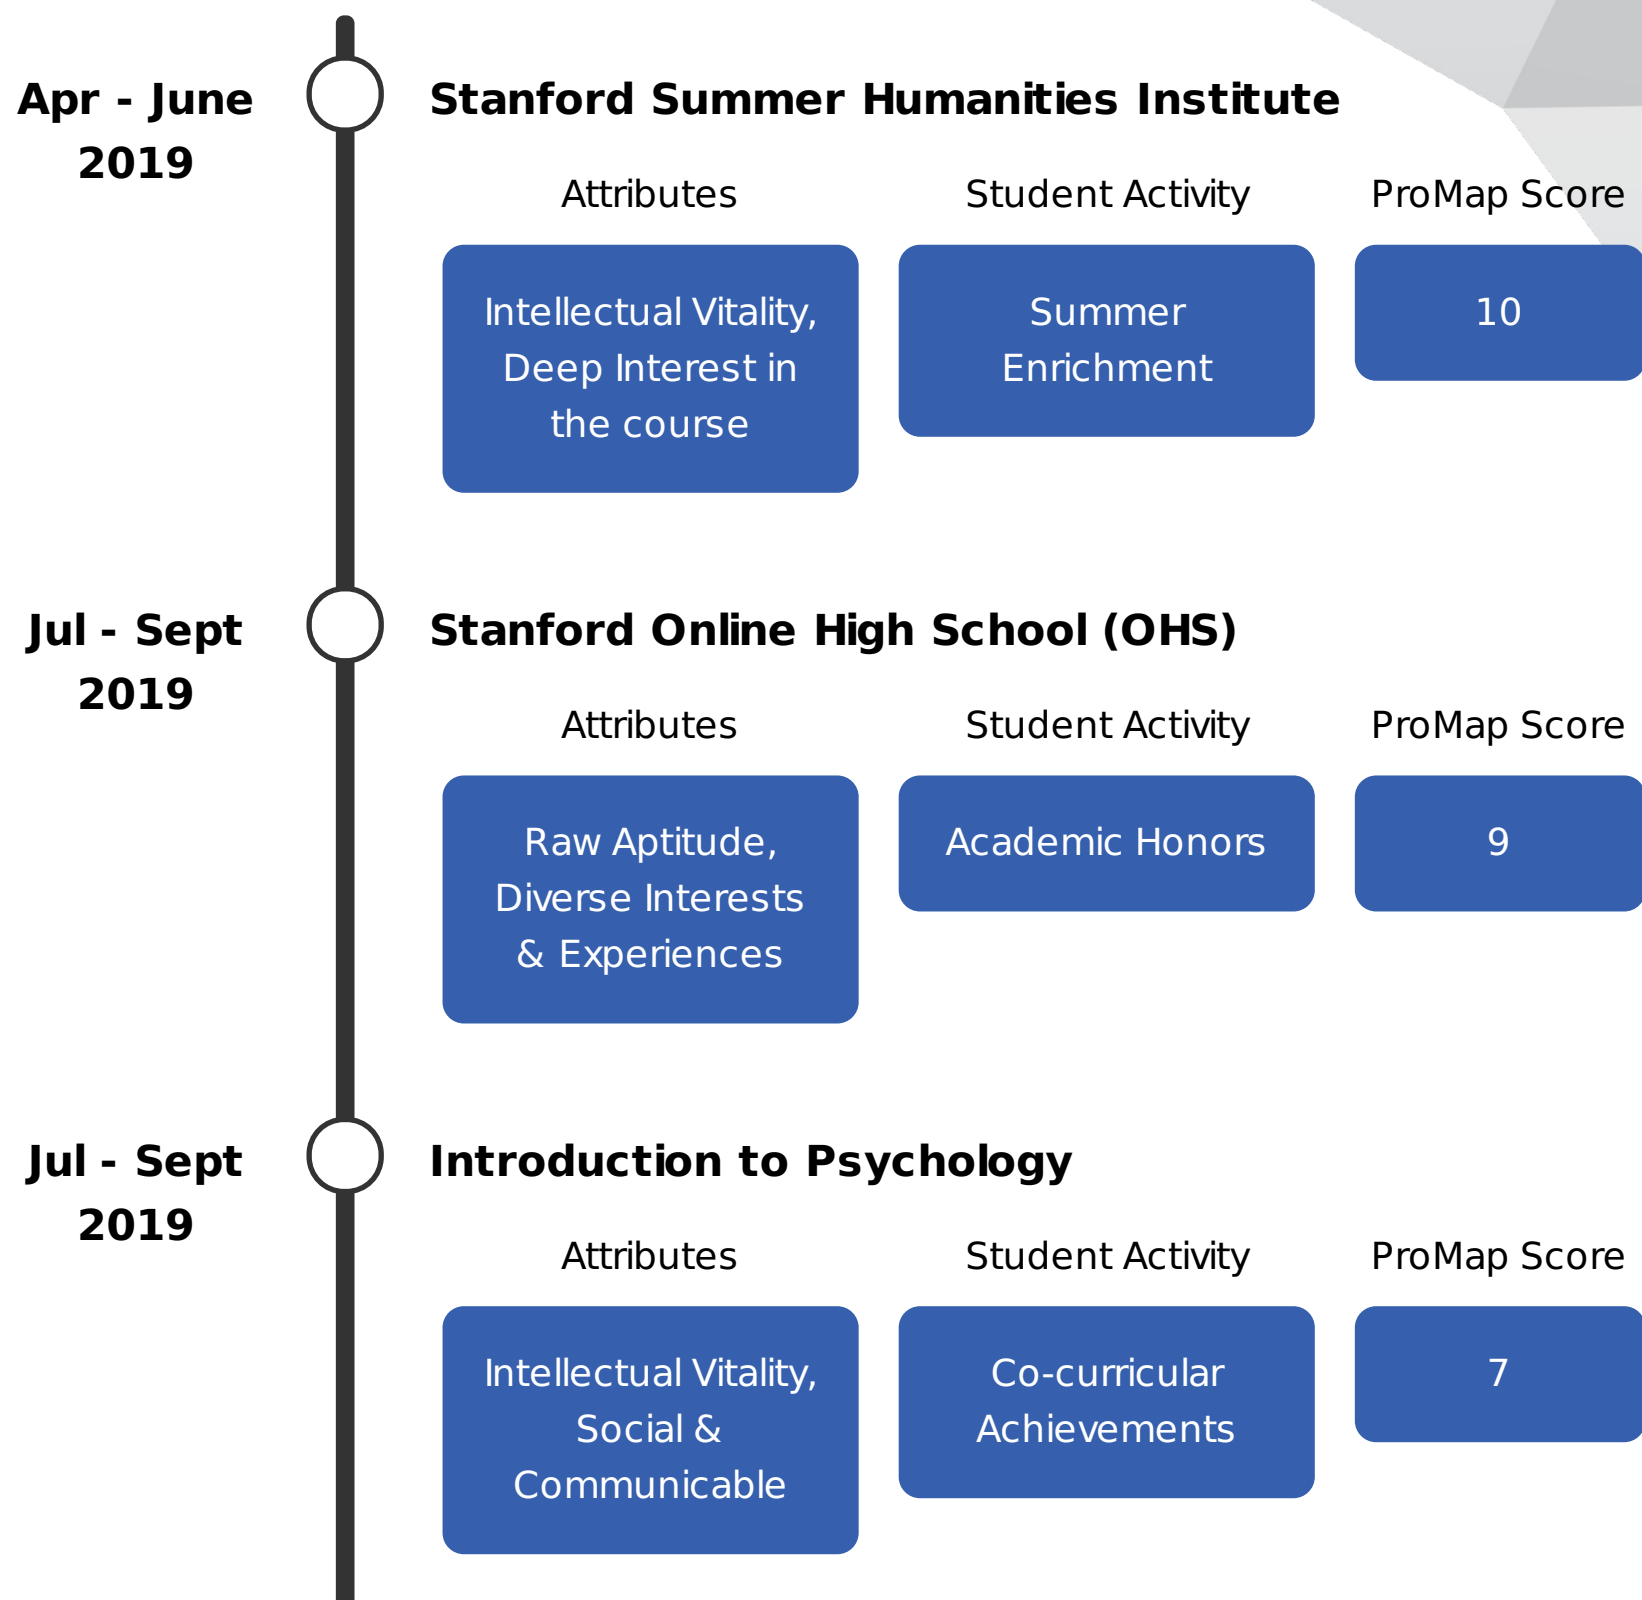 Apr - June
2019
Stanford Summer Humanities Institute
Attributes
Student Activity
ProMap Score
Intellectual Vitality,
Deep Interest in
the course
Summer
Enrichment
10
Jul - Sept
2019
Stanford Online High School (OHS)
Attributes
Student Activity
ProMap Score
Raw Aptitude,
Diverse Interests
& Experiences
Academic Honors
9
Jul - Sept
2019
Introduction to Psychology
Attributes
Student Activity
ProMap Score
Intellectual Vitality,
Social &
Communicable
Co-curricular
Achievements
7